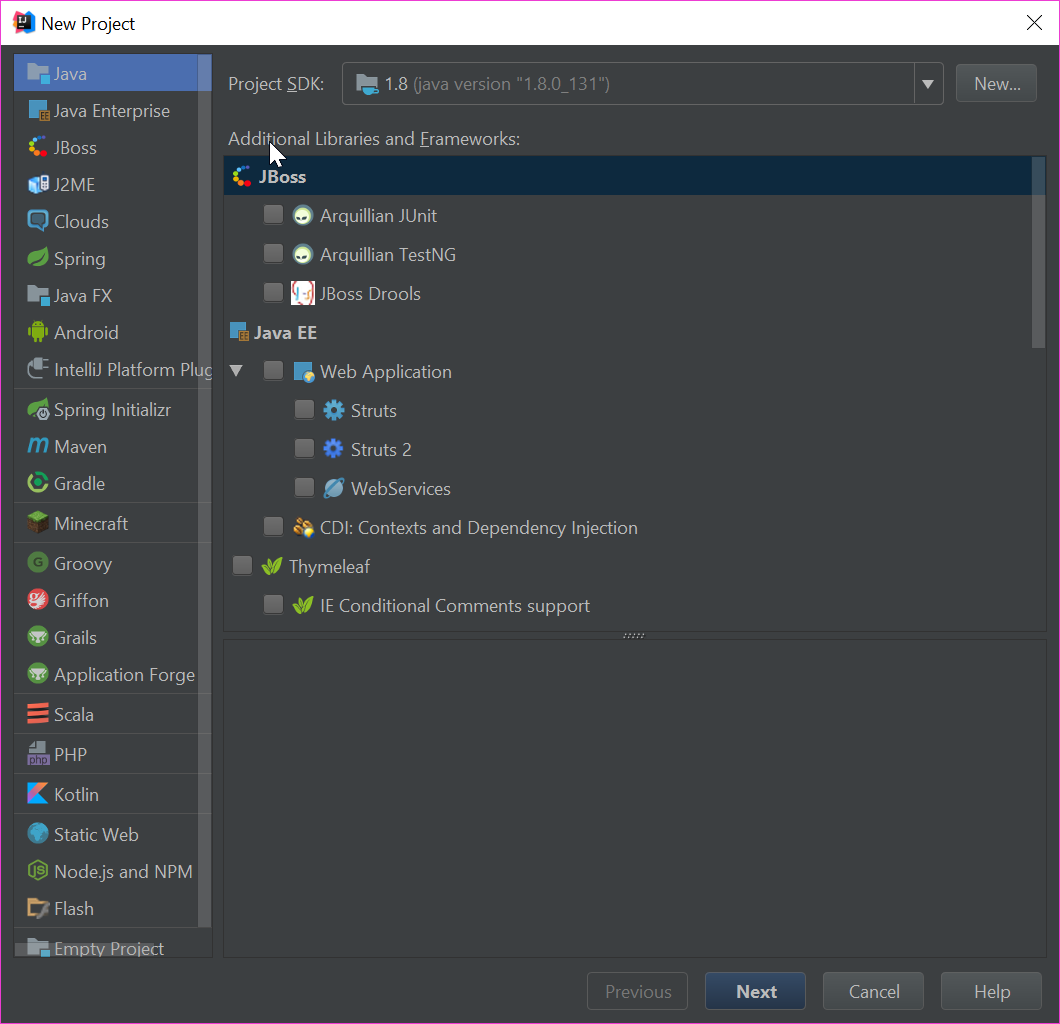 New Project
Java
Java Enterprise
JBoss
J2ME
Clouds
Spring
Java FX
Android
IntelliJ Platform Plug
Spring Initializr
Maven
Gradle
Minecraft
Groovy
Griffon
Grails
Application Forge
Scala
PHP
Kotlin
Static Web
Node.js and NPM
Flash
Empty Project
Project SDK: 1.8 (java version "1.8.0_131") New...
Additional Libraries and Frameworks:
JBoss
Arquillian JUnit
Arquillian TestNG
JBoss Drools
Java EE
Web Application
Struts
Struts 2
WebServices
CDI: Contexts and Dependency Injection
Thymeleaf
IE Conditional Comments support
Previous Next Cancel Help